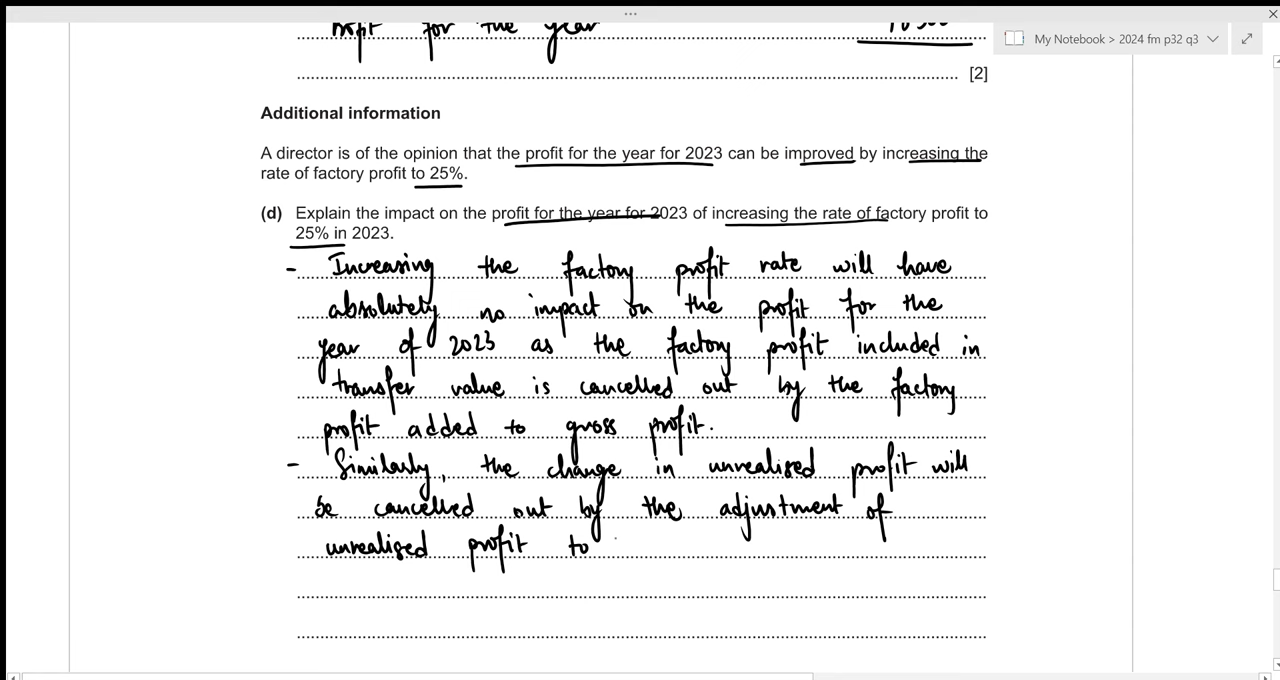 profit for the year
[2]
My Notebook > 2024 fm p32 q3
Additional information
A director is of the opinion that the profit for the year for 2023 can be improved by increasing the
rate of factory profit to 25%.
(d) Explain the impact on the profit for the year for 2023 of increasing the rate of factory profit to
25% in 2023.
- Increasing the factory profit rate will have
absolutely no impact on the profit for the
year of 2023 as the factory profit included in
transfer value is cancelled out by the factory
profit added to gross profit.
- Similarly, the change in unrealised profit will
be cancelled out by the adjustment of
unrealised profit to